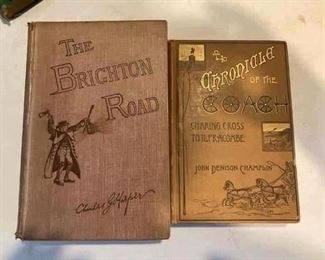 THE
BRIGHTON
ROAD
Charles G. Harper
THE
CHRONICLE
OF THE
COACH
CHARING CROSS
TO ILFRACOMBE
JOHN DENISON CHAMPLIN